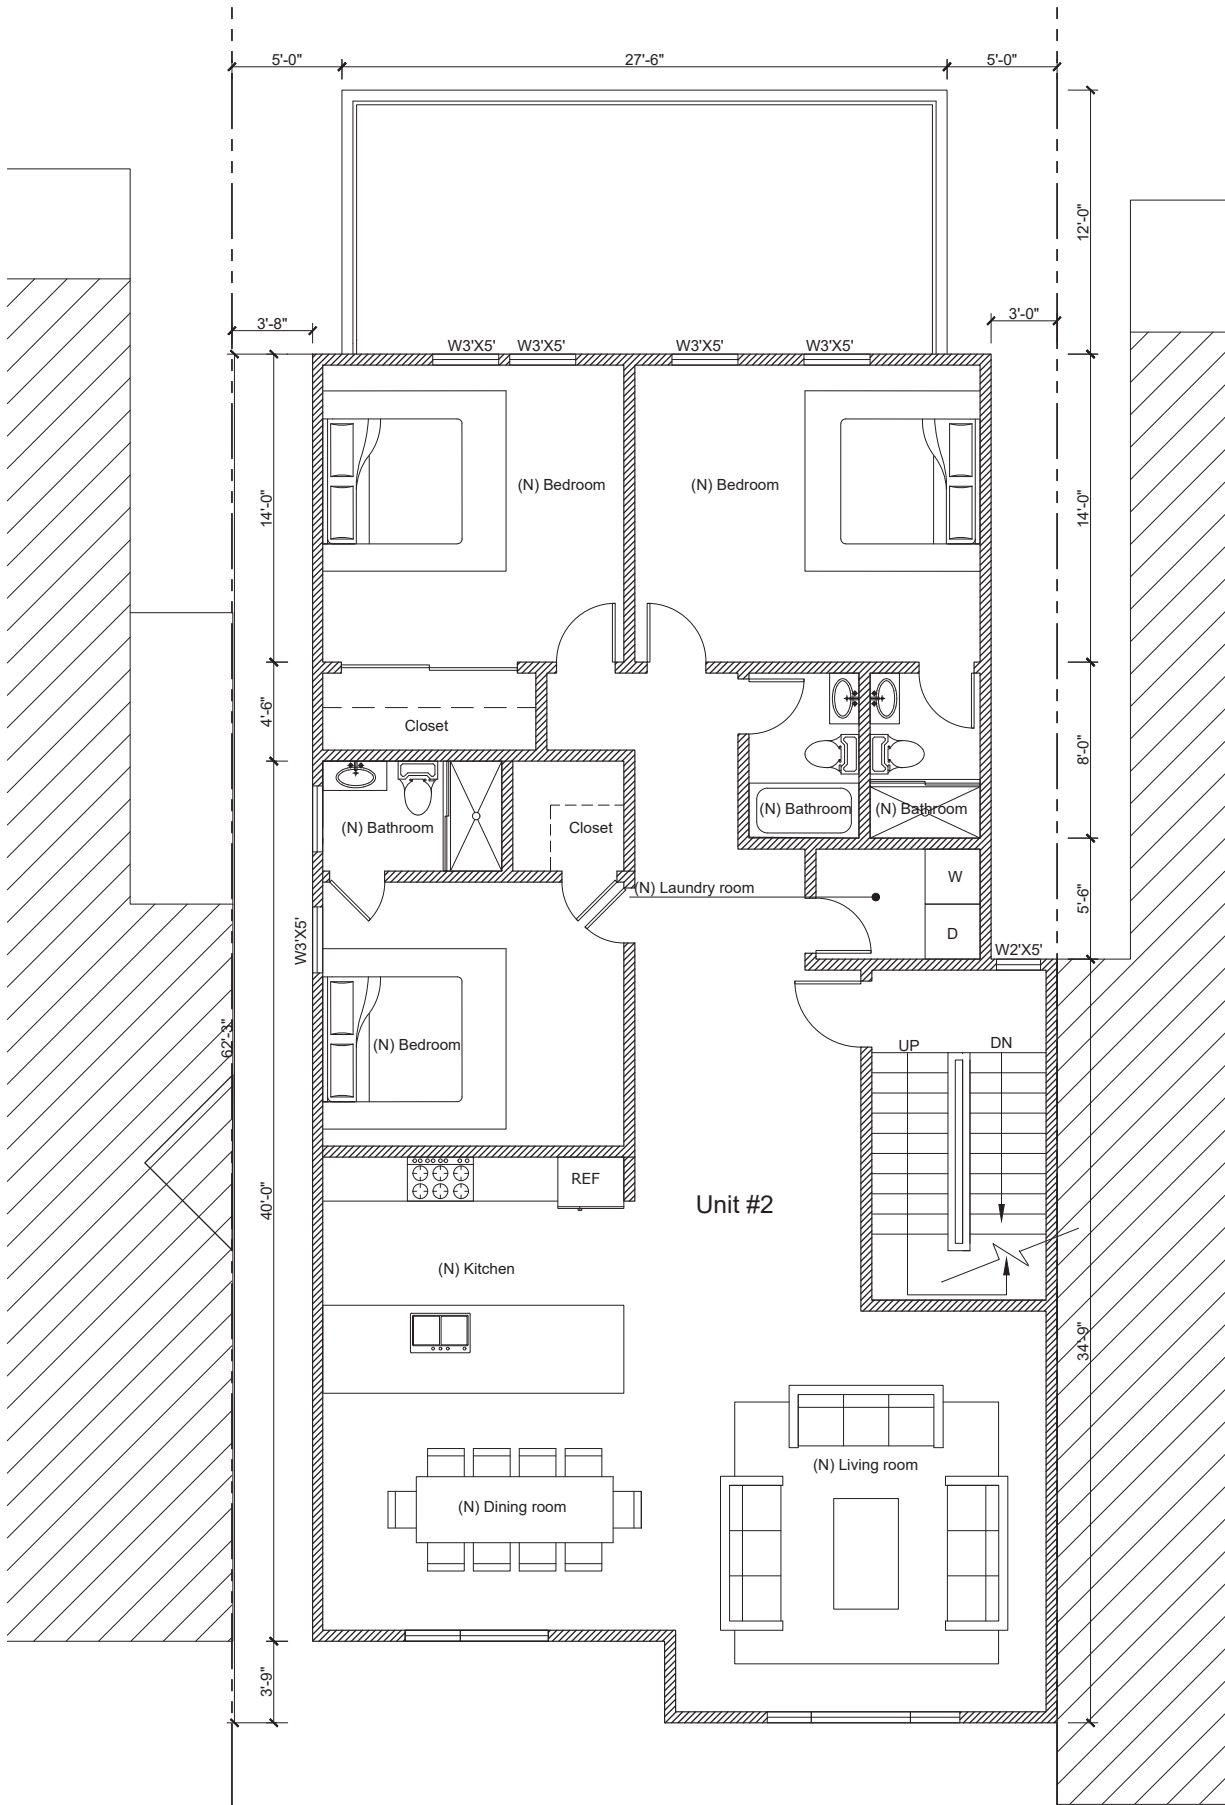 5'-0"
27'-6"
5'-0"
12'-0"
3'-8"
3'-0"
W3'X5'
W3'X5'
W3'X5'
W3'X5'
14'-0"
(N) Bedroom
(N) Bedroom
14'-0"
4'-6"
Closet
8'-0"
(N) Bathroom
Closet
(N) Bathroom
(N) Bathroom
(N) Laundry room
W
5'-6"
D
W3'X5'
W2'X5'
62'-3"
(N) Bedroom
UP
DN
REF
Unit #2
40'-0"
(N) Kitchen
34'-9"
(N) Living room
(N) Dining room
3'-9"